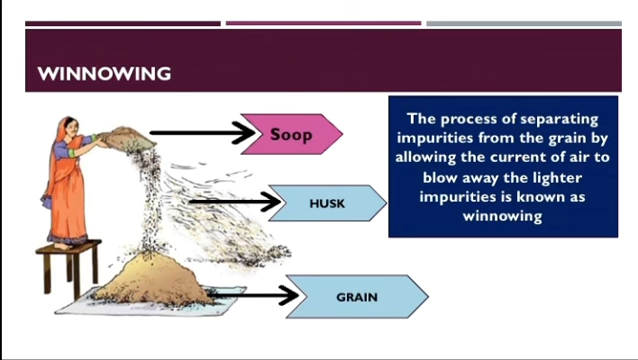 WINNOWING
Soop
HUSK
GRAIN
The process of separating
impurities from the grain by
allowing the current of air to
blow away the lighter
impurities is known as
winnowing